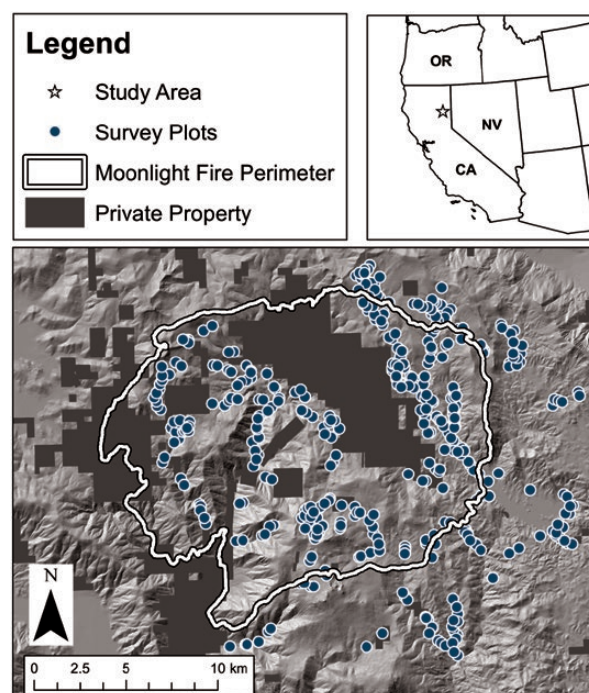 Legend
Study Area
Survey Plots
Moonlight Fire Perimeter
Private Property
OR
NV
CA
N
0 2.5 5 10 km